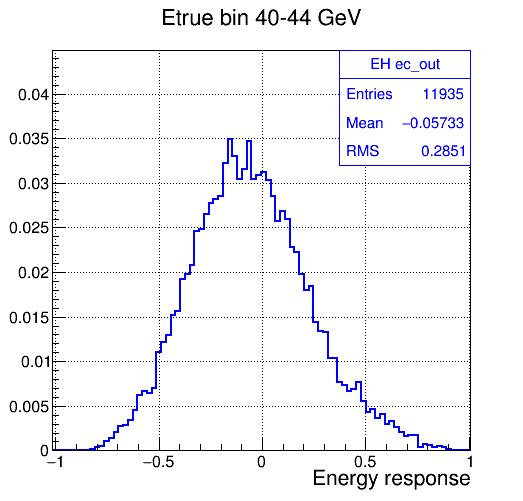 Etrue bin 40-44 GeV
EH ec_out
Entries 11935
Mean −0.05733
RMS 0.2851
0.04
0.035
0.03
0.025
0.02
0.015
0.01
0.005
0
−1 −0.5 0 0.5 1
Energy response